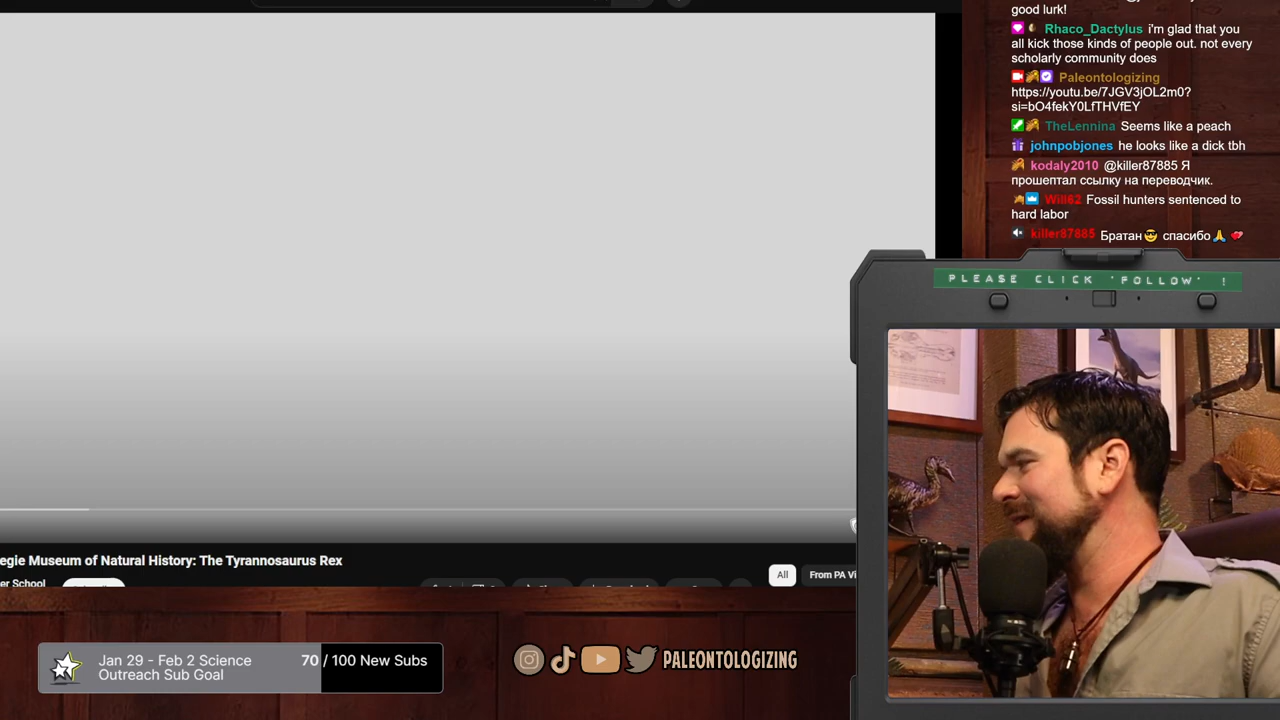 good lurk!
Rhaco_Dactylus i'm glad that you
all kick those kinds of people out. not every
scholarly community does
Paleontologizing
https://youtu.be/7JGV3jOL2m0?
si=bO4fekY0LfTHVfEY
TheLennina Seems like a peach
johnpobjones he looks like a dick tbh
kodaly2010 @killer87885 Я
прошептал ссылку на переводчик.
Will62 Fossil hunters sentenced to
hard labor
killer87885 Братан😎 спасибо🙏 💕
PLEASE CLICK "FOLLOW" !
egie Museum of Natural History: The Tyrannosaurus Rex
er School
All
From PA Vi
Jan 29 - Feb 2 Science
Outreach Sub Goal
70 / 100 New Subs
PALEONTOLOGIZING